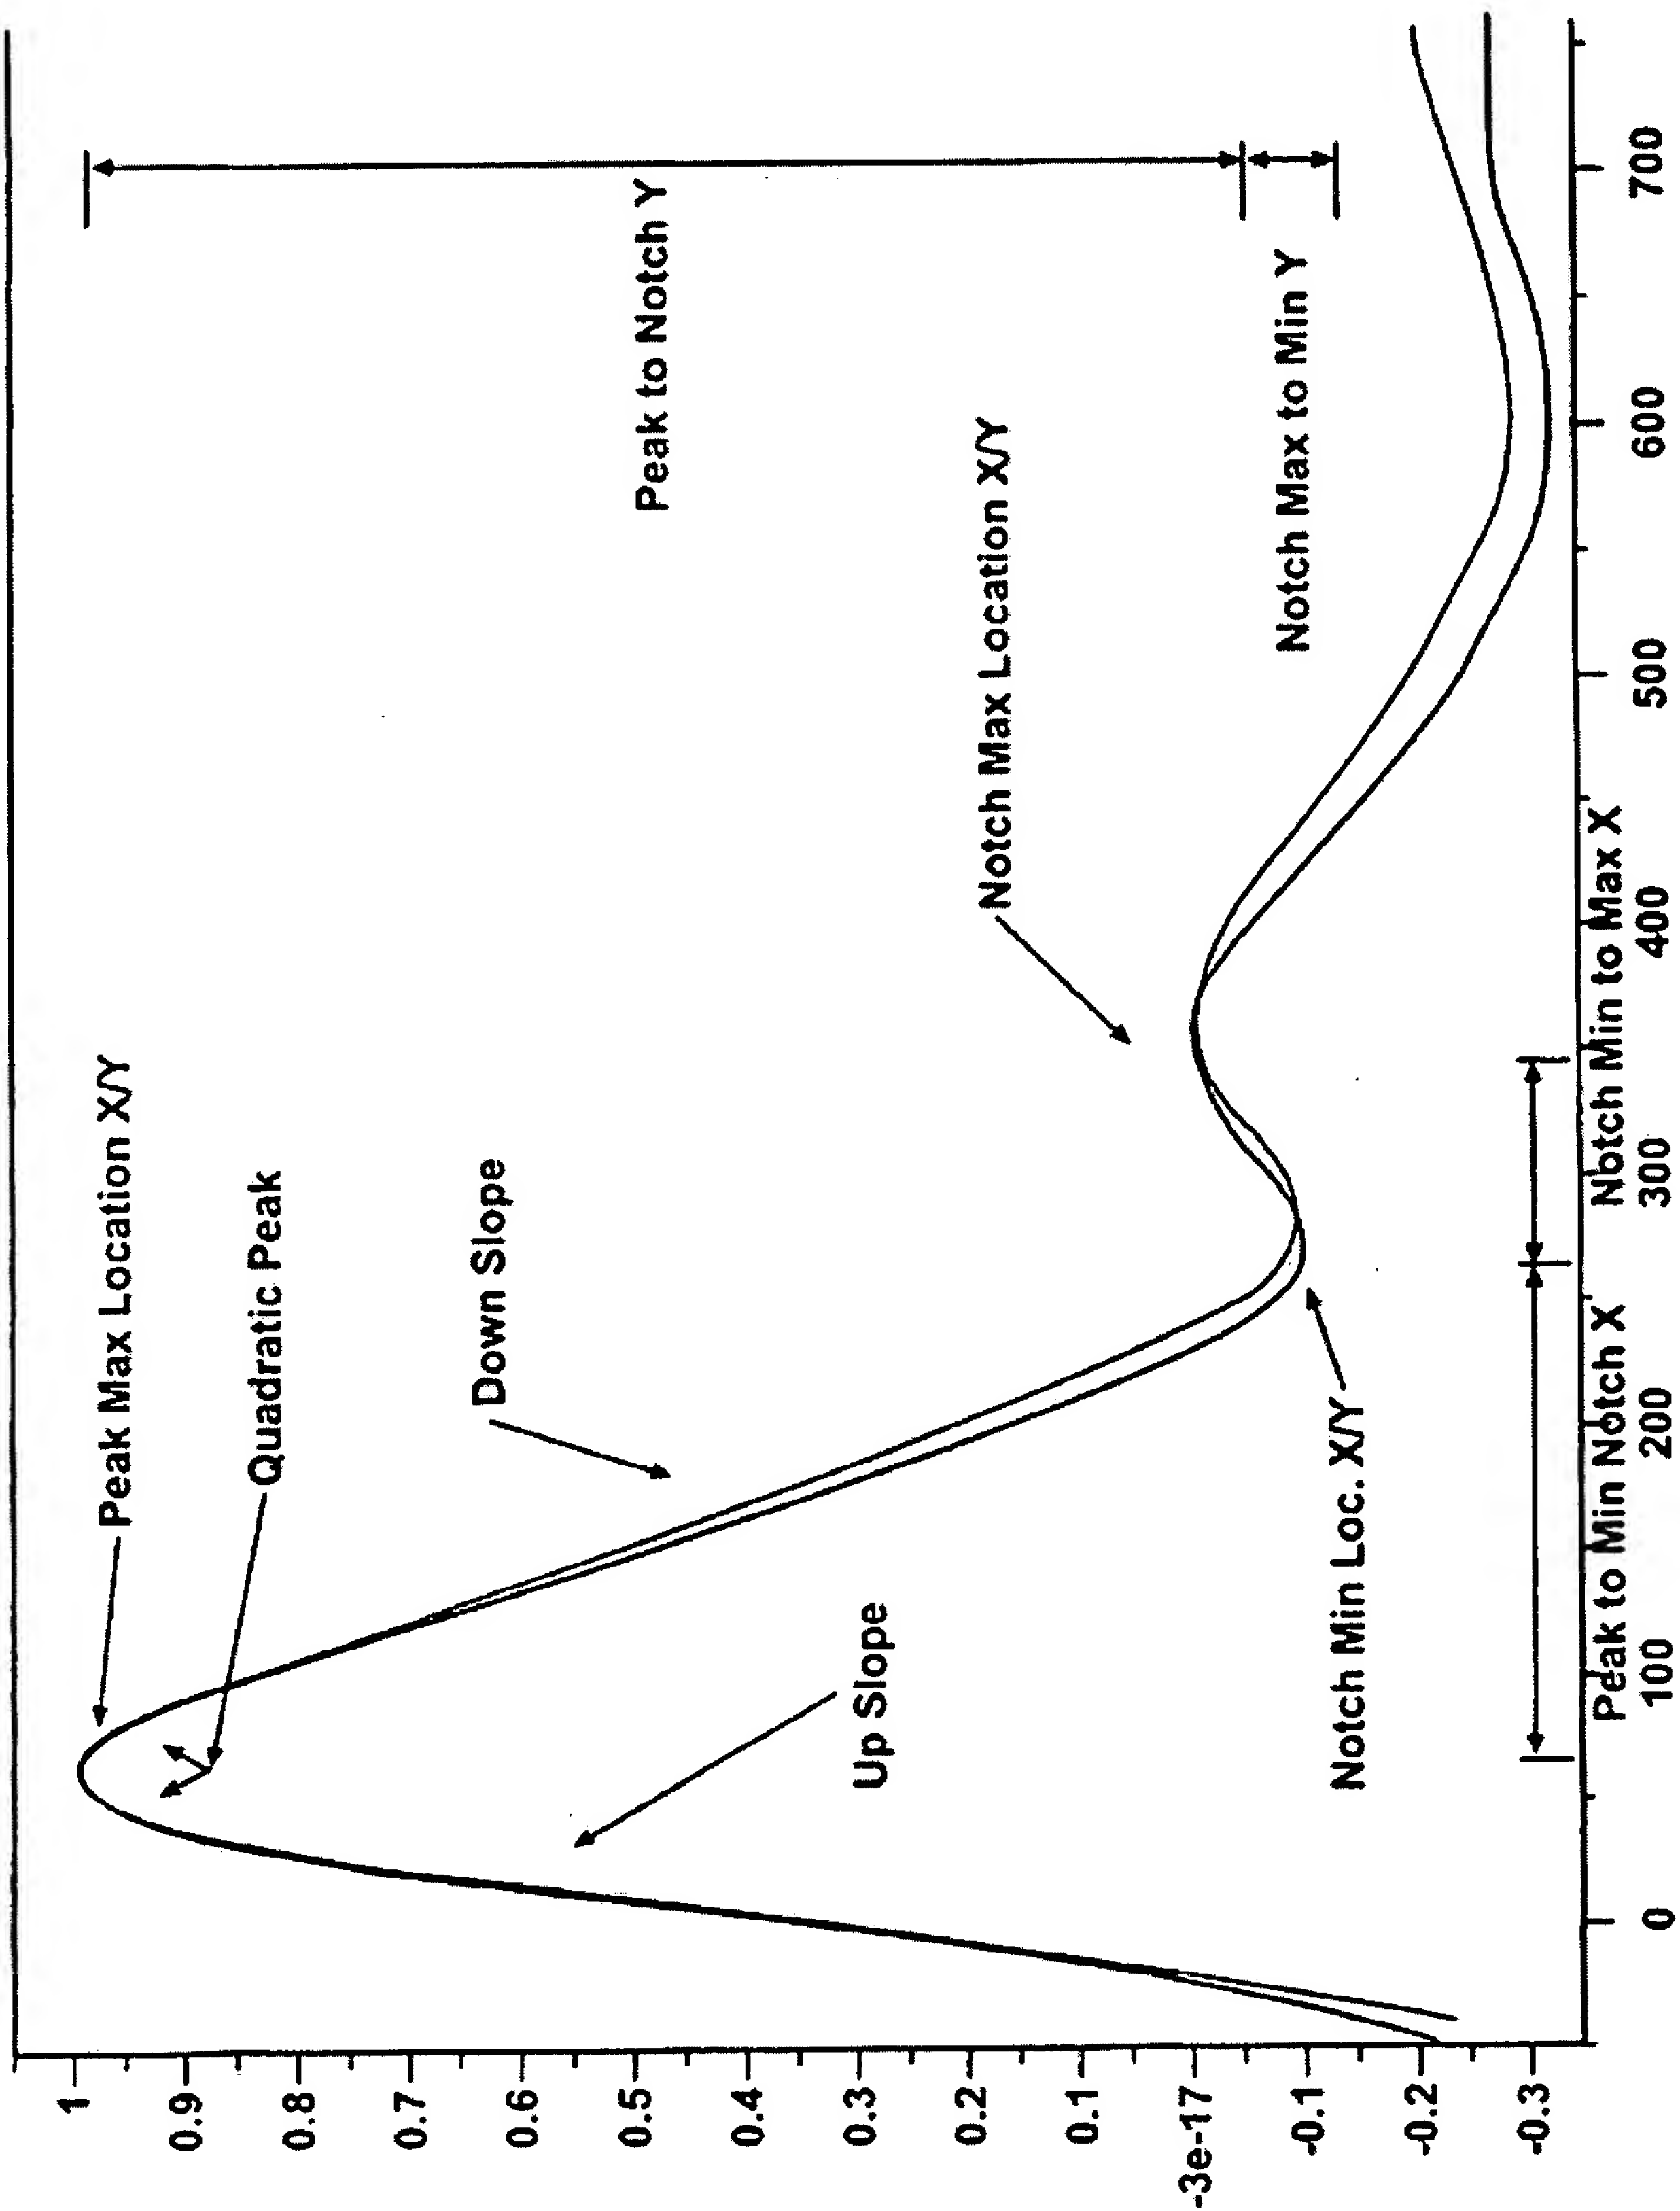 Peak Max Location X/Y
Quadratic Peak
Down Slope
Up Slope
Peak to Notch Y
Notch Max Location X/Y
Notch Max to Min Y
Notch Min Loc. X/Y
1
0.9
0.8
0.7
0.6
0.5
0.4
0.3
0.2
0.1
-3e-17
-0.1
-0.2
-0.3
Peak to Min Notch X
Notch Min to Max X
0 100 200 300 400 500 600 700